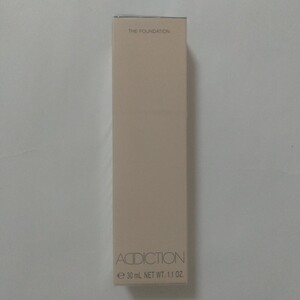 THE FOUNDATION
ADDICTION
℮ 30 mL NET WT. 1.1 OZ.